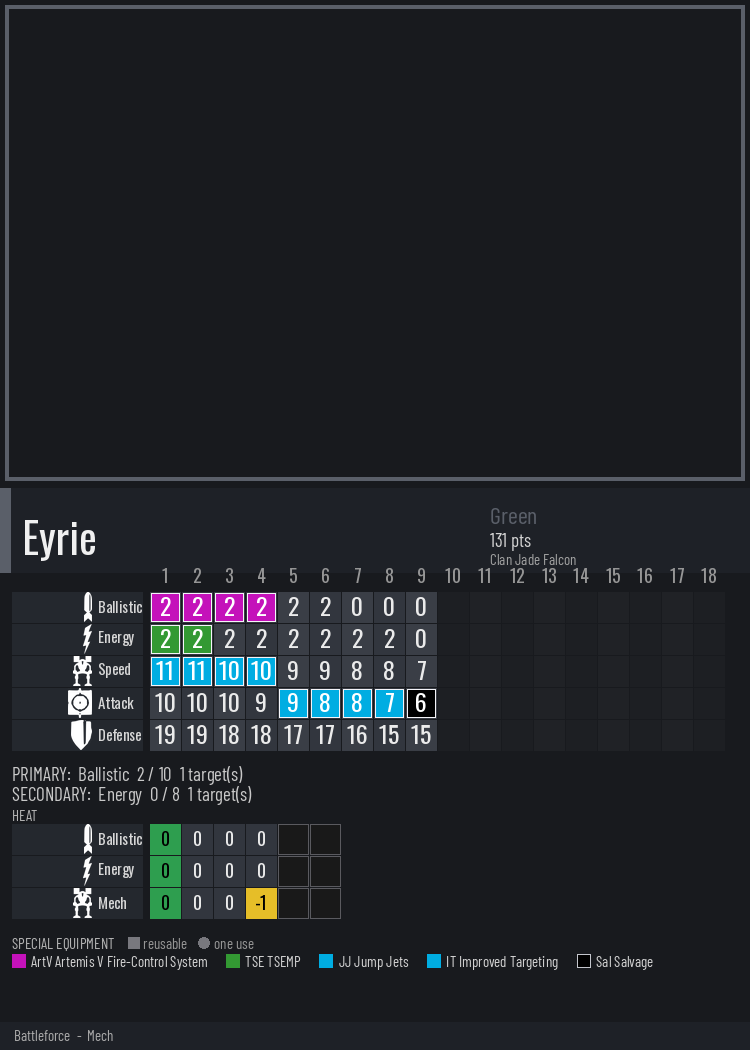 Eyrie
Green
131 pts
Clan Jade Falcon
1 2 3 4 5 6 7 8 9 10 11 12 13 14 15 16 17 18
Ballistic 2 2 2 2 2 2 0 0 0
Energy 2 2 2 2 2 2 2 2 0
Speed 11 11 10 10 9 9 8 8 7
Attack 10 10 10 9 9 8 8 7 6
Defense 19 19 18 18 17 17 16 15 15
PRIMARY: Ballistic 2 / 10 1 target(s)
SECONDARY: Energy 0 / 8 1 target(s)
HEAT
Ballistic 0 0 0 0
Energy 0 0 0 0
Mech 0 0 0 -1
SPECIAL EQUIPMENT reusable one use
ArtV Artemis V Fire-Control System TSE TSEMP JJ Jump Jets IT Improved Targeting Sal Salvage
Battleforce - Mech